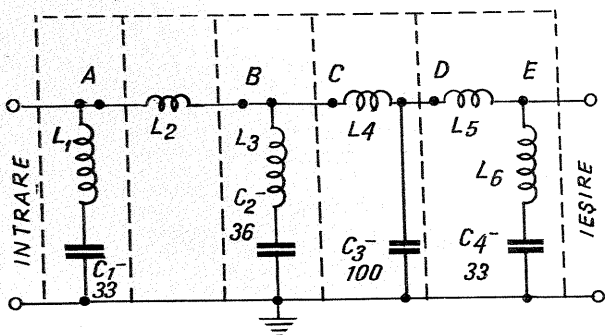 A
B
C
D
E
L1
L2
L3
L4
L5
L6
C1-
33
C2-
36
C3-
100
C4-
33
INTRARE
IEȘIRE